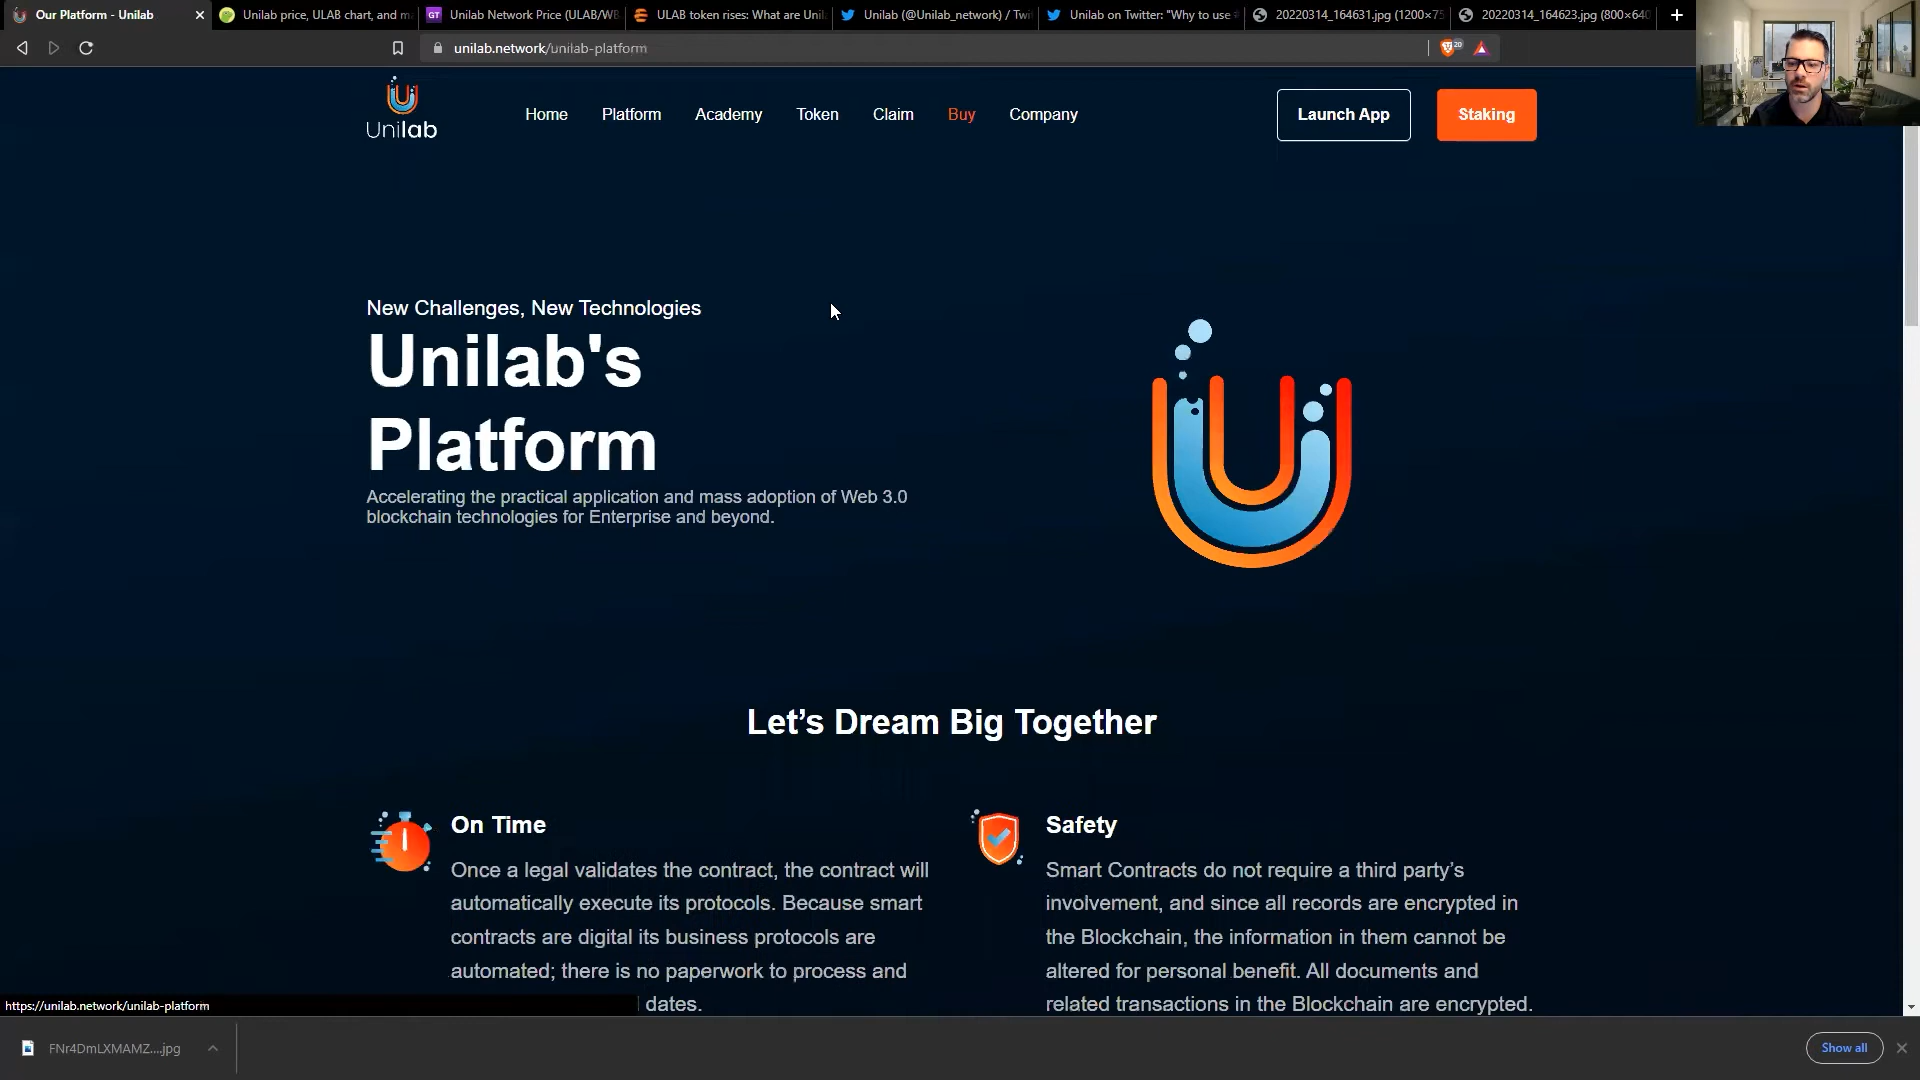 Our Platform - Unilab
Unilab price, ULAB chart, and m
GT Unilab Network Price (ULAB/WB
ULAB token rises: What are Unil
Unilab (@Unilab_network) / Twi
Unilab on Twitter: "Why to use
20220314_164631.jpg (1200×75
20220314_164623.jpg (800×640
unilab.network/unilab-platform
20
Unilab
Home
Platform
Academy
Token
Claim
Buy
Company
Launch App
Staking
New Challenges, New Technologies
Unilab's
Platform
Accelerating the practical application and mass adoption of Web 3.0
blockchain technologies for Enterprise and beyond.
Let's Dream Big Together
On Time
Once a legal validates the contract, the contract will
automatically execute its protocols. Because smart
contracts are digital its business protocols are
automated; there is no paperwork to process and
dates.
Safety
Smart Contracts do not require a third party's
involvement, and since all records are encrypted in
the Blockchain, the information in them cannot be
altered for personal benefit. All documents and
related transactions in the Blockchain are encrypted.
https://unilab.network/unilab-platform
FNr4DmLXMAMZ....jpg
Show all